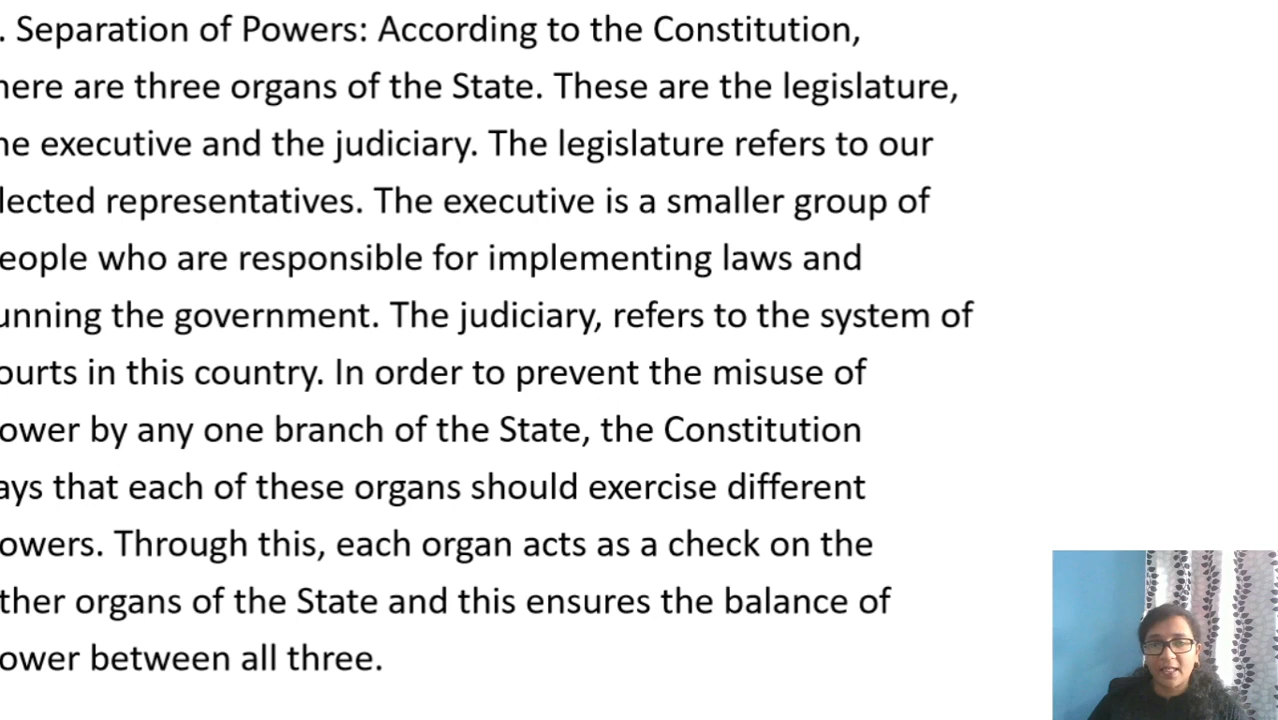 . Separation of Powers: According to the Constitution,
here are three organs of the State. These are the legislature,
he executive and the judiciary. The legislature refers to our
lected representatives. The executive is a smaller group of
eople who are responsible for implementing laws and
unning the government. The judiciary, refers to the system of
ourts in this country. In order to prevent the misuse of
ower by any one branch of the State, the Constitution
ays that each of these organs should exercise different
owers. Through this, each organ acts as a check on the
ther organs of the State and this ensures the balance of
ower between all three.